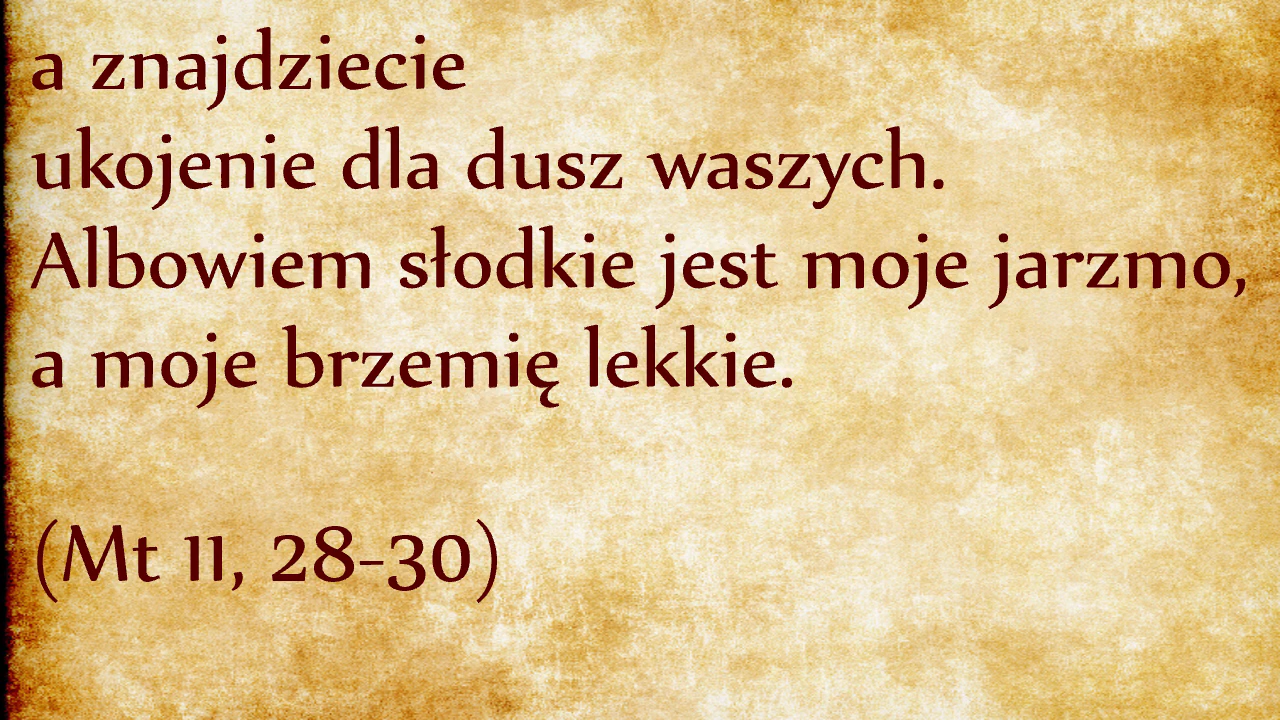 a znajdziecie
ukojenie dla dusz waszych.
Albowiem słodkie jest moje jarzmo,
a moje brzemię lekkie.
(Mt 11, 28-30)